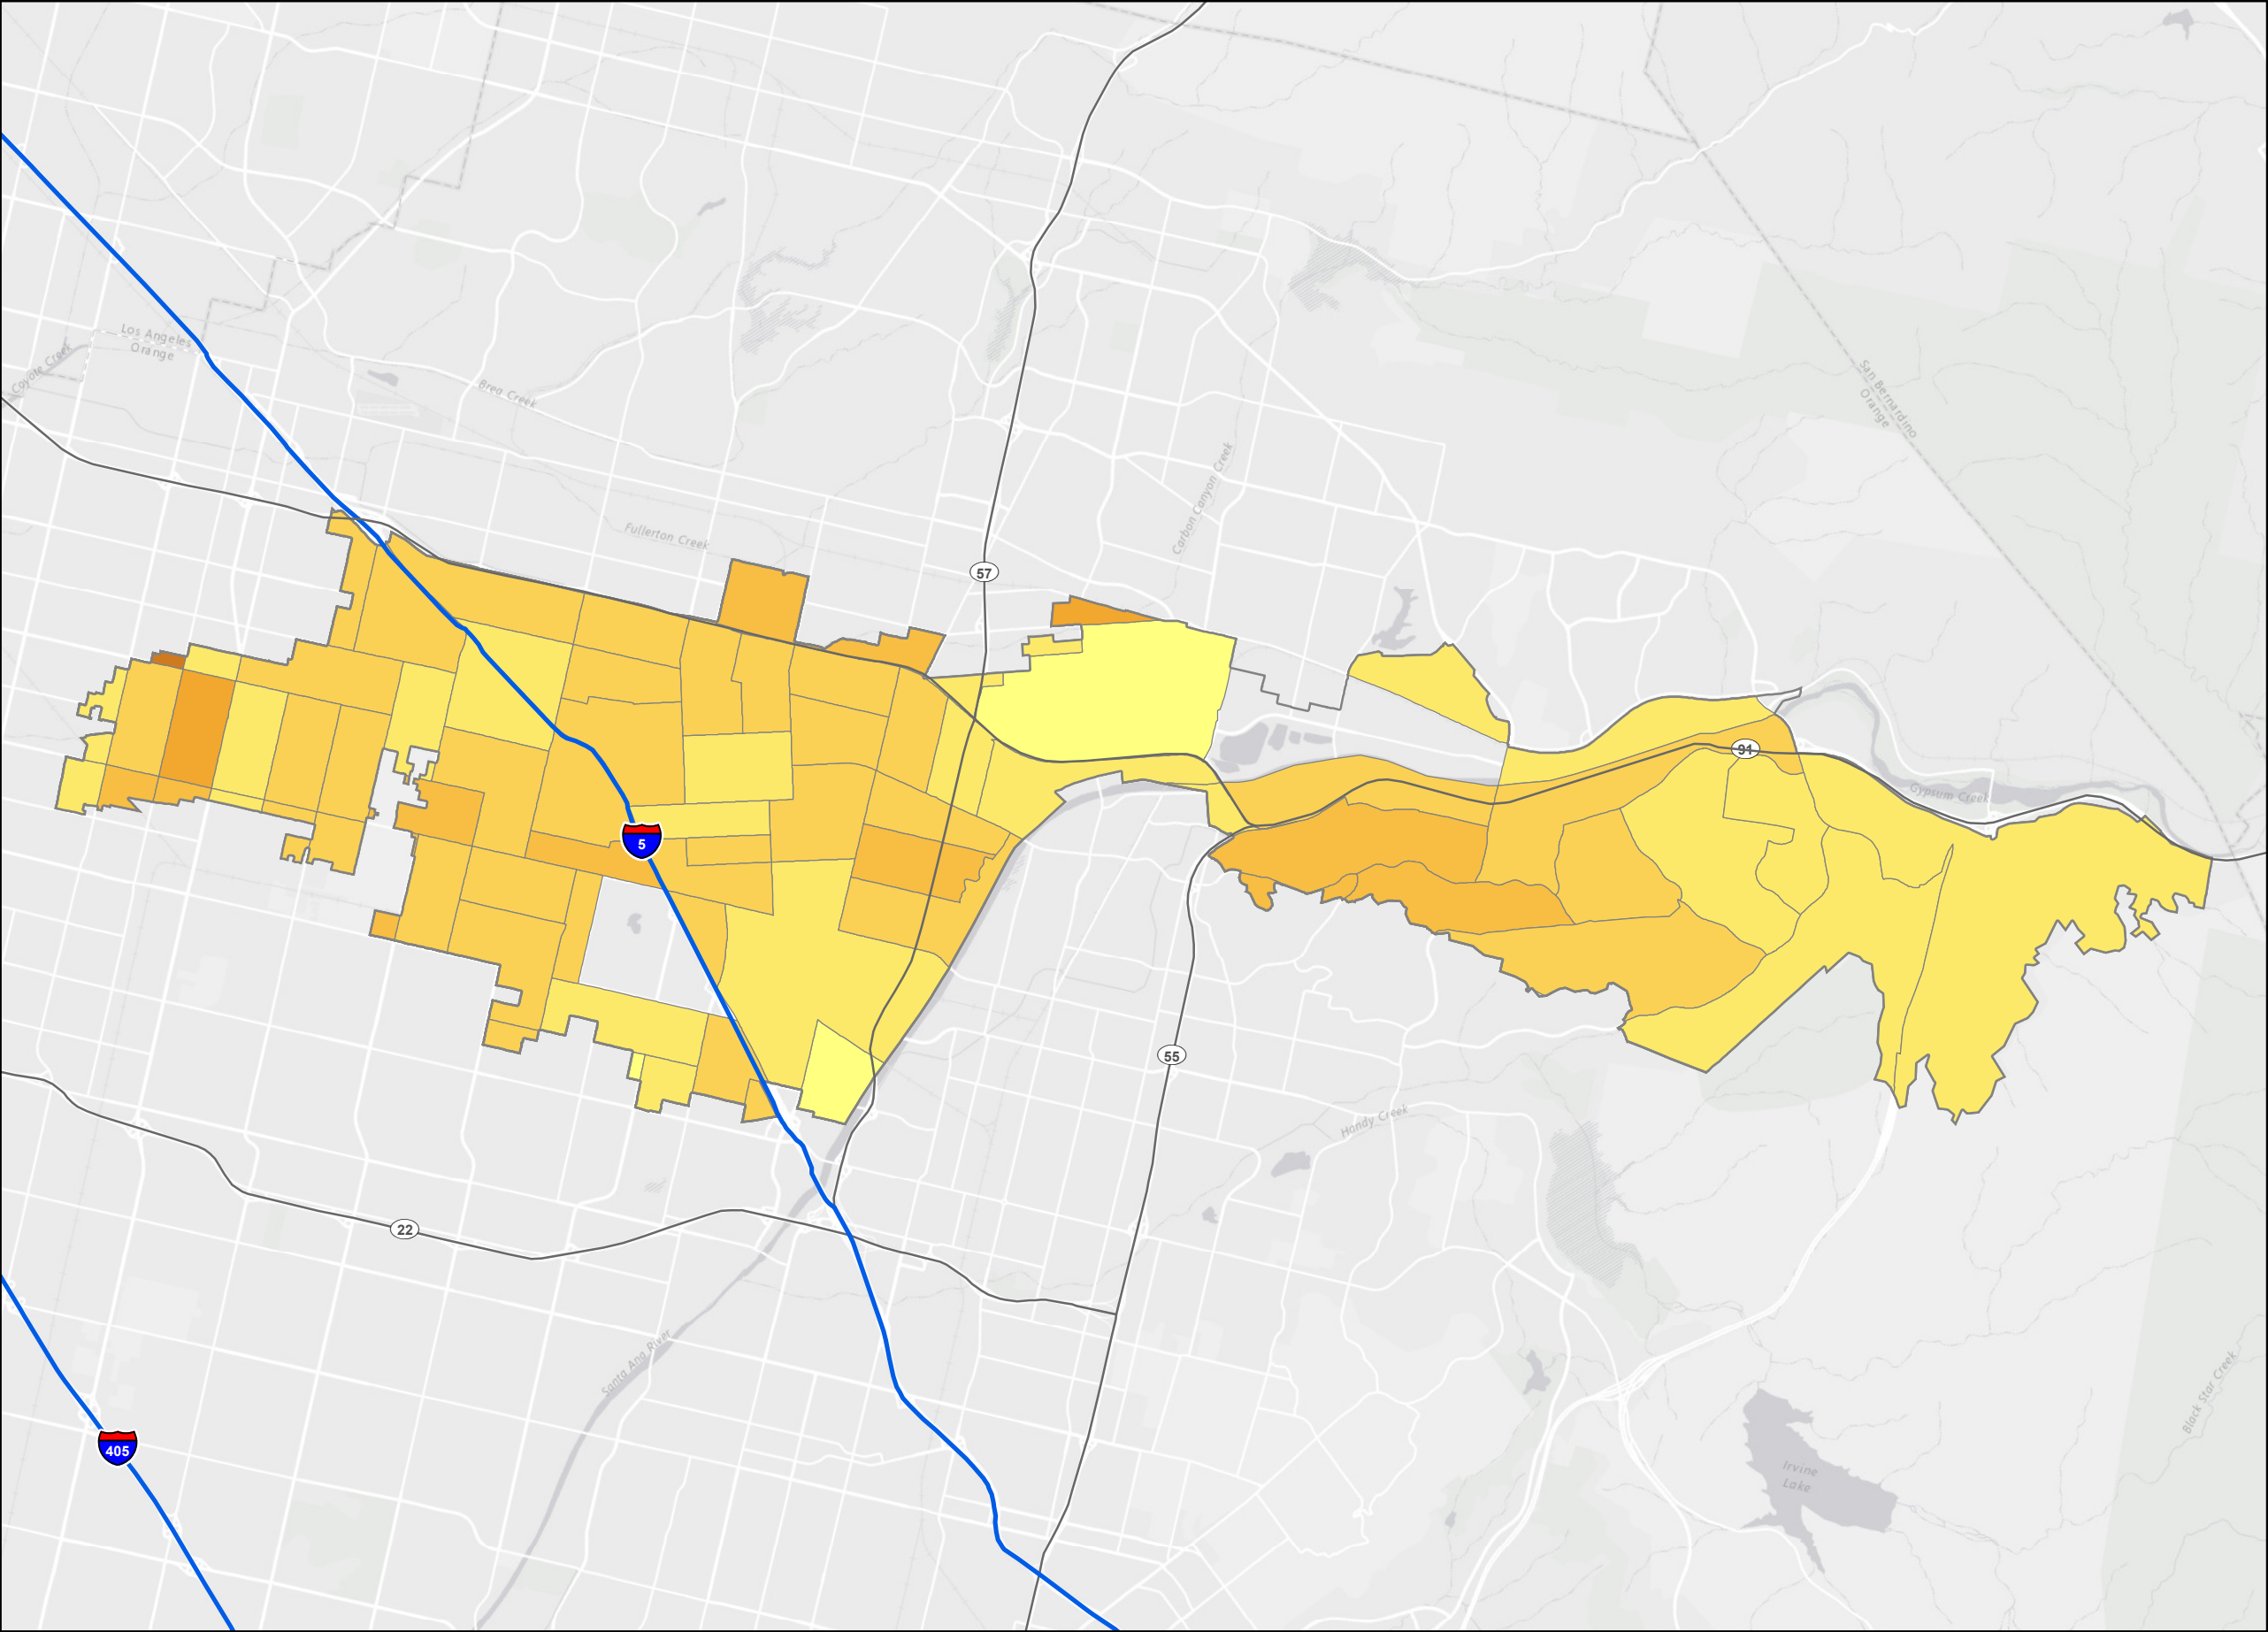 Los Angeles
Orange
Coyote Creek
Brea Creek
San Bernardino
Orange
Carbon Canyon Creek
Fullerton Creek
57
91
Gypsum Creek
5
55
Handy Creek
22
Santa Ana River
Black Star Creek
405
Irvine
Lake